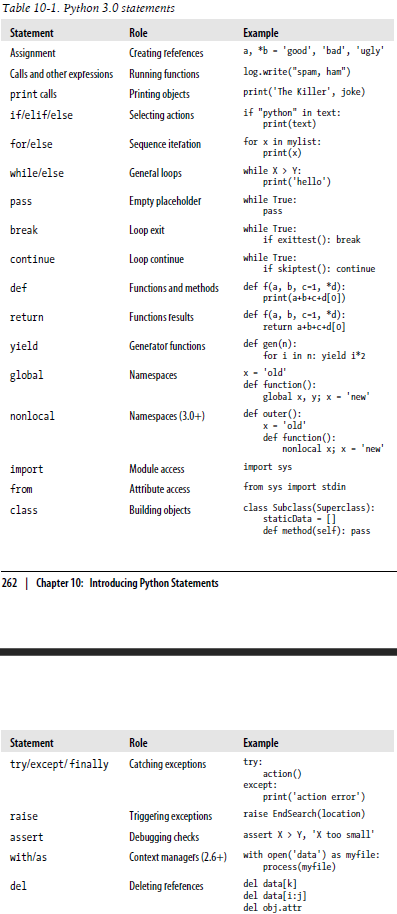 Table 10-1. Python 3.0 statements
Statement Role Example
Assignment Creating references a, *b = 'good', 'bad', 'ugly'
Calls and other expressions Running functions log.write("spam, ham")
print calls Printing objects print('The Killer', joke)
if/elif/else Selecting actions if "python" in text:
print(text)
for/else Sequence iteration for x in mylist:
print(x)
while/else General loops while X > Y:
print('hello')
pass Empty placeholder while True:
pass
break Loop exit while True:
if exittest(): break
continue Loop continue while True:
if skiptest(): continue
def Functions and methods def f(a, b, c=1, *d):
print(a+b+c+d[0])
return Functions results def f(a, b, c=1, *d):
return a+b+c+d[0]
yield Generator functions def gen(n):
for i in n: yield i*2
global Namespaces x = 'old'
def function():
global x, y; x = 'new'
nonlocal Namespaces (3.0+) def outer():
x = 'old'
def function():
nonlocal x; x = 'new'
import Module access import sys
from Attribute access from sys import stdin
class Building objects class Subclass(Superclass):
staticData = []
def method(self): pass
262 | Chapter 10: Introducing Python Statements
Statement Role Example
try/except/finally Catching exceptions try:
action()
except:
print('action error')
raise Triggering exceptions raise EndSearch(location)
assert Debugging checks assert X > Y, 'X too small'
with/as Context managers (2.6+) with open('data') as myfile:
process(myfile)
del Deleting references del data[k]
del data[i:j]
del obj.attr